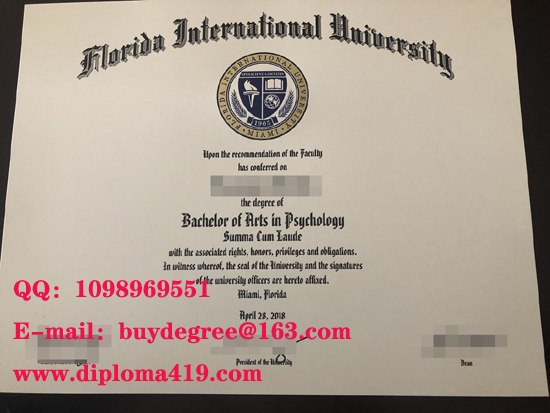 Florida International University
FLORIDA INTERNATIONAL UNIVERSITY
1965
MIAMI
Upon the recommendation of the Faculty
has conferred on
the degree of
Bachelor of Arts in Psychology
Summa Cum Laude
with the associated rights, honors, privileges and obligations.
In witness whereof, the seal of the University and the signatures
of the university officers are hereto affixed.
Miami, Florida
QQ: 1098969551
April 28, 2018
E-mail: buydegree@163.com
President of the University
Dean
www.diploma419.com